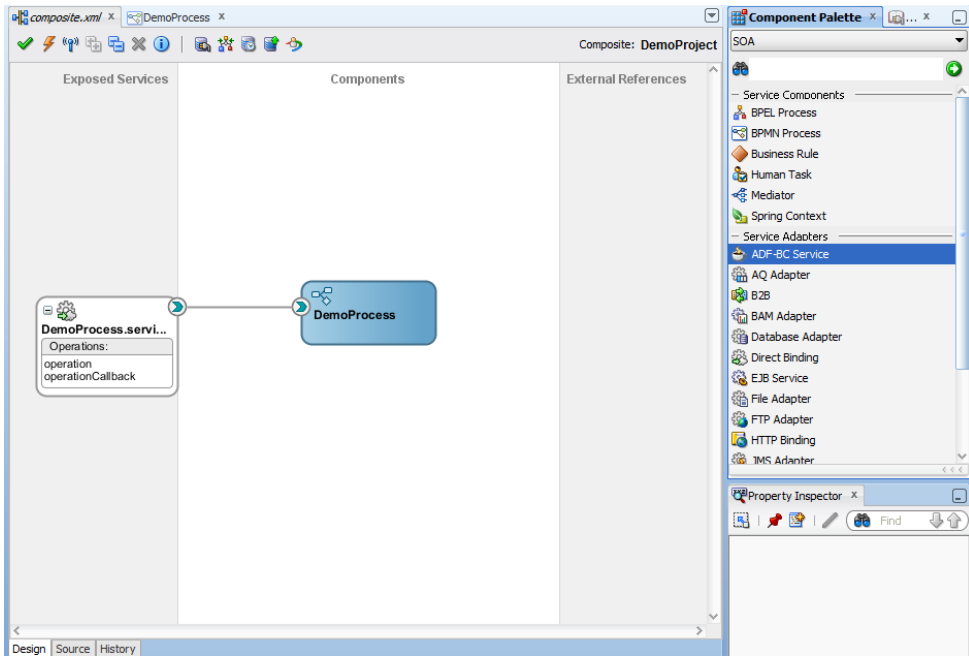 composite.xml x DemoProcess x
Composite: DemoProject
Exposed Services Components External References
DemoProcess.servi...
Operations:
operation
operationCallback
DemoProcess
Design Source History
Component Palette x ... x
SOA
Service Components
BPEL Process
BPMN Process
Business Rule
Human Task
Mediator
Spring Context
Service Adapters
ADF-BC Service
AQ Adapter
B2B
BAM Adapter
Database Adapter
Direct Binding
EJB Service
File Adapter
FTP Adapter
HTTP Binding
JMS Adapter
Property Inspector x
Find